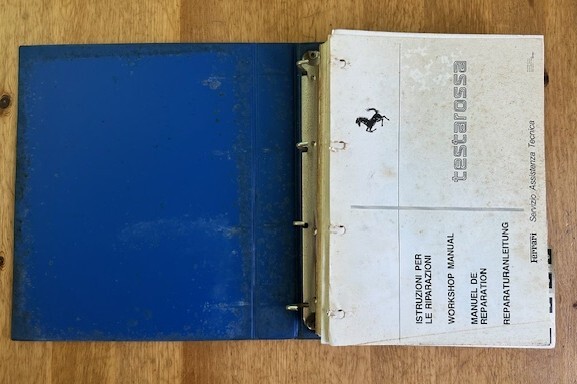 testarossa
ISTRUZIONI PER
LE RIPARAZIONI
WORKSHOP MANUAL
MANUEL DE
REPARATION
REPARATURANLEITUNG
Ferrari Servizio Assistenza Tecnica